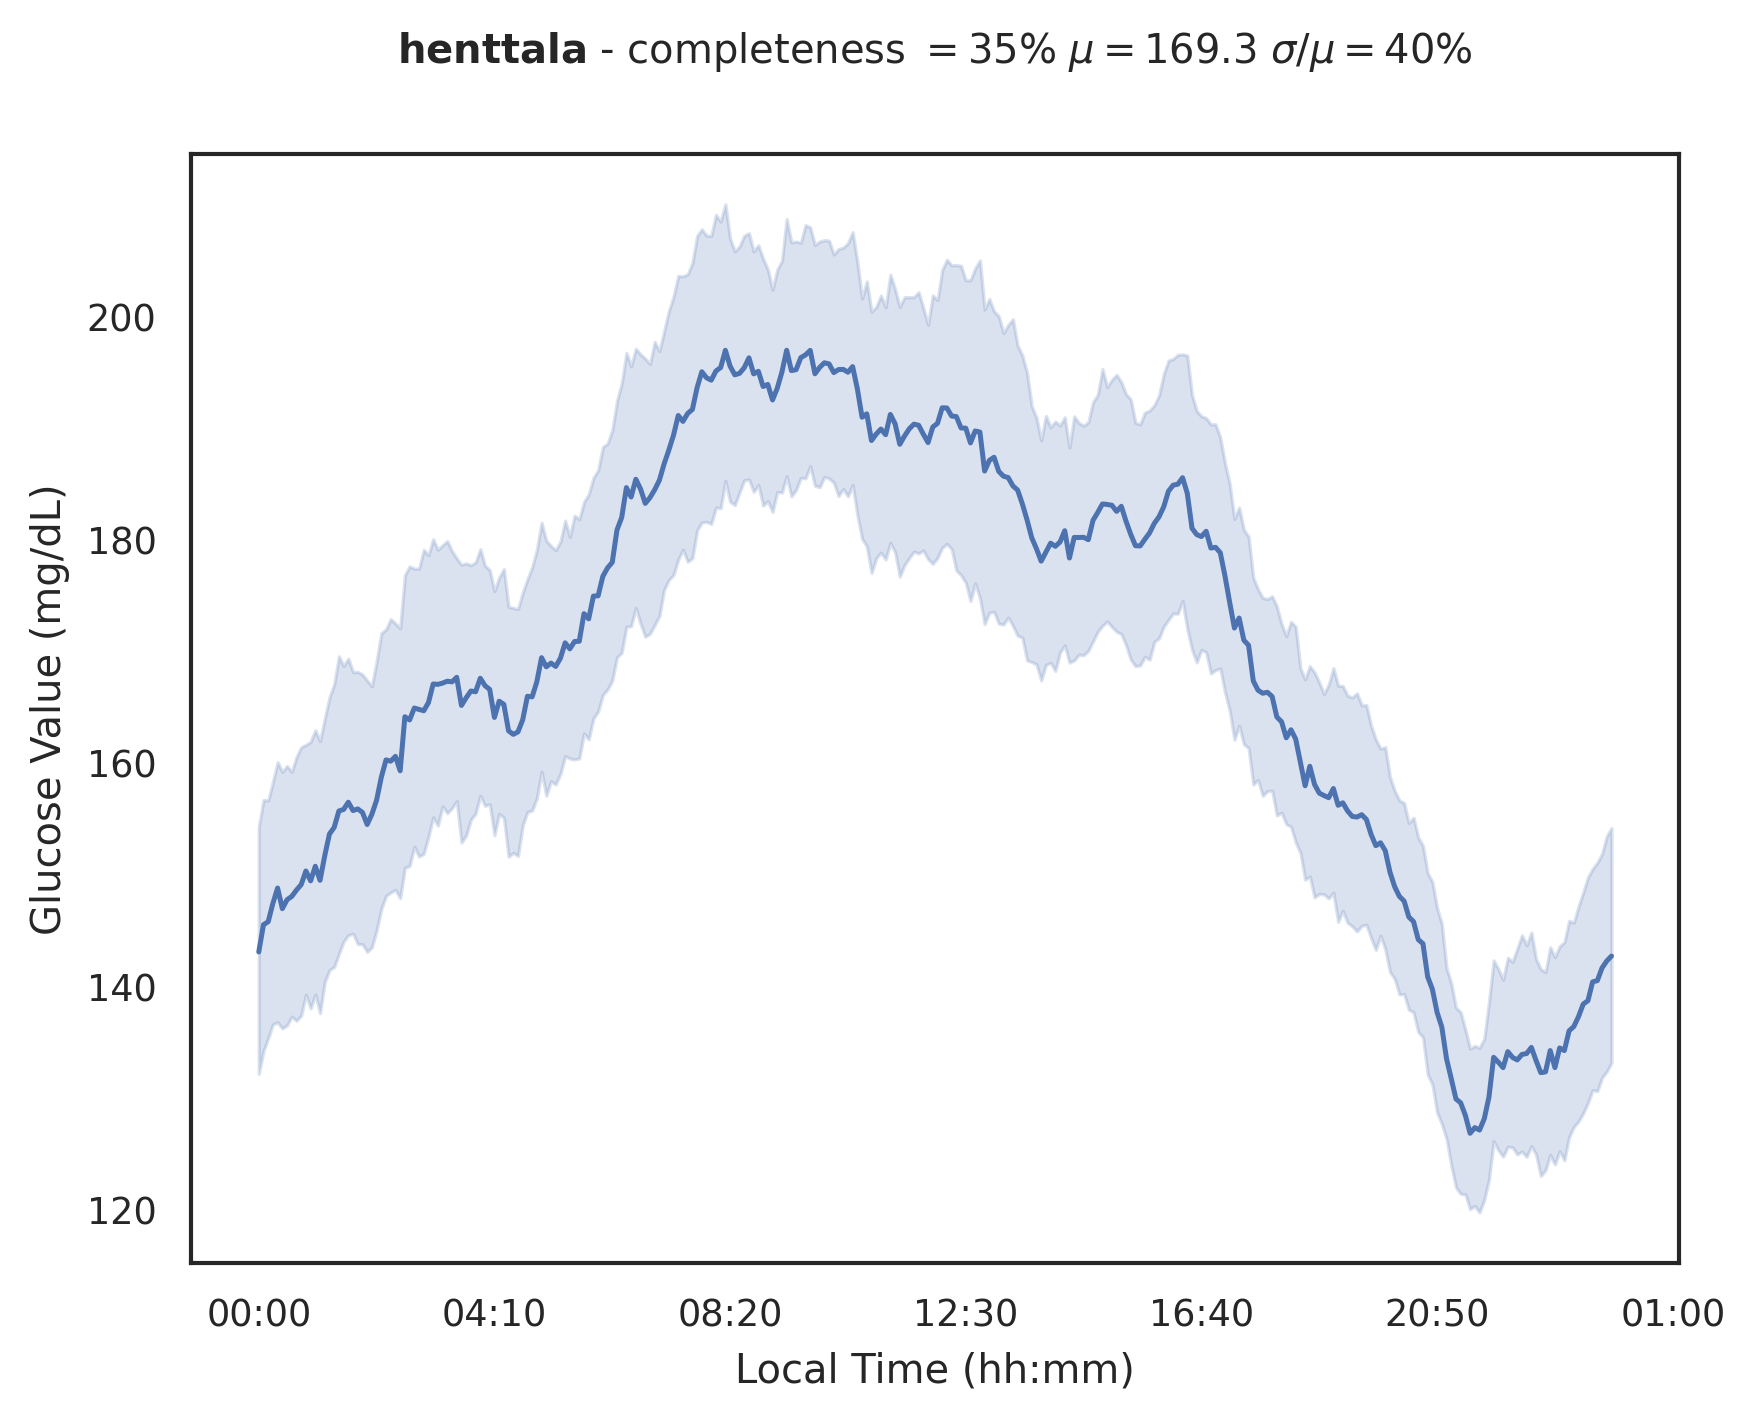 henttala - completeness = 35% μ = 169.3 σ/μ = 40%
Glucose Value (mg/dL)
200
180
160
140
120
00:00 04:10 08:20 12:30 16:40 20:50 01:00
Local Time (hh:mm)